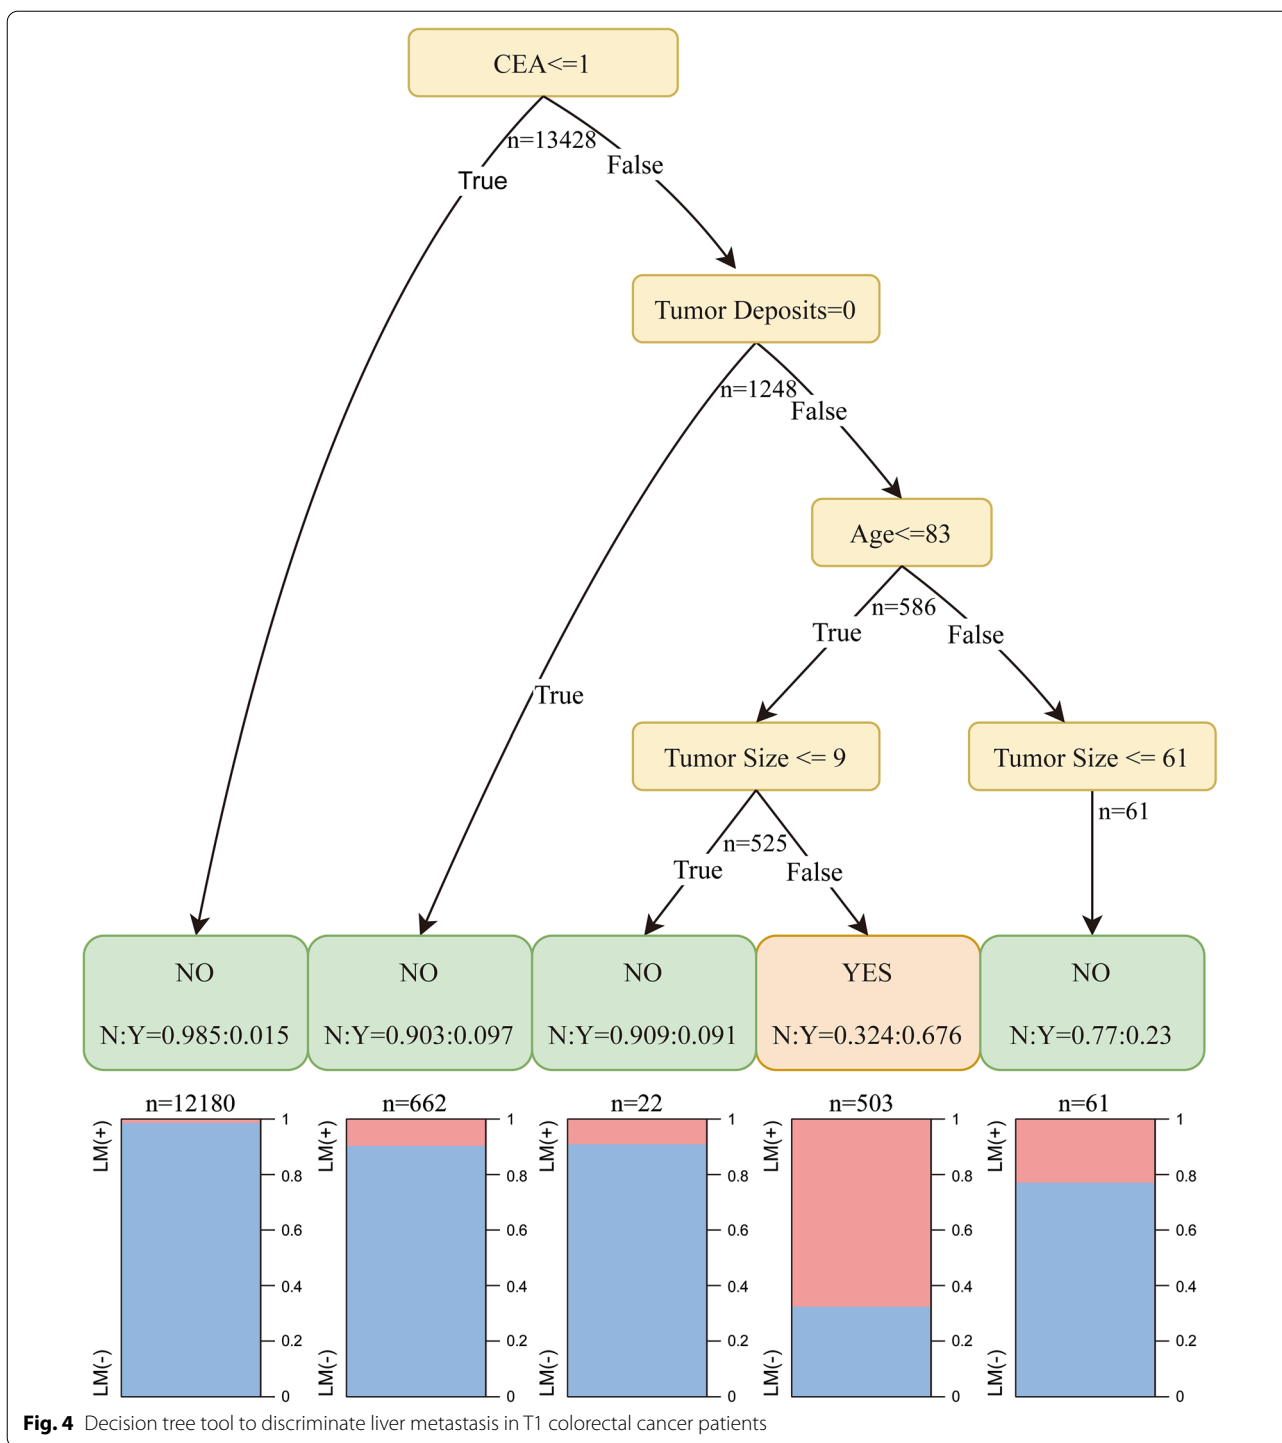 CEA<=1
n=13428
True
False
Tumor Deposits=0
n=1248
False
True
Age<=83
n=586
True
False
Tumor Size <= 9
Tumor Size <= 61
n=525
n=61
True
False
NO
NO
NO
YES
NO
N:Y=0.985:0.015
N:Y=0.903:0.097
N:Y=0.909:0.091
N:Y=0.324:0.676
N:Y=0.77:0.23
n=12180
LM(+)
LM(-)
1
0.8
0.6
0.4
0.2
0
n=662
LM(+)
LM(-)
1
0.8
0.6
0.4
0.2
0
n=22
LM(+)
LM(-)
1
0.8
0.6
0.4
0.2
0
n=503
LM(+)
LM(-)
1
0.8
0.6
0.4
0.2
0
n=61
LM(+)
LM(-)
1
0.8
0.6
0.4
0.2
0
Fig. 4 Decision tree tool to discriminate liver metastasis in T1 colorectal cancer patients